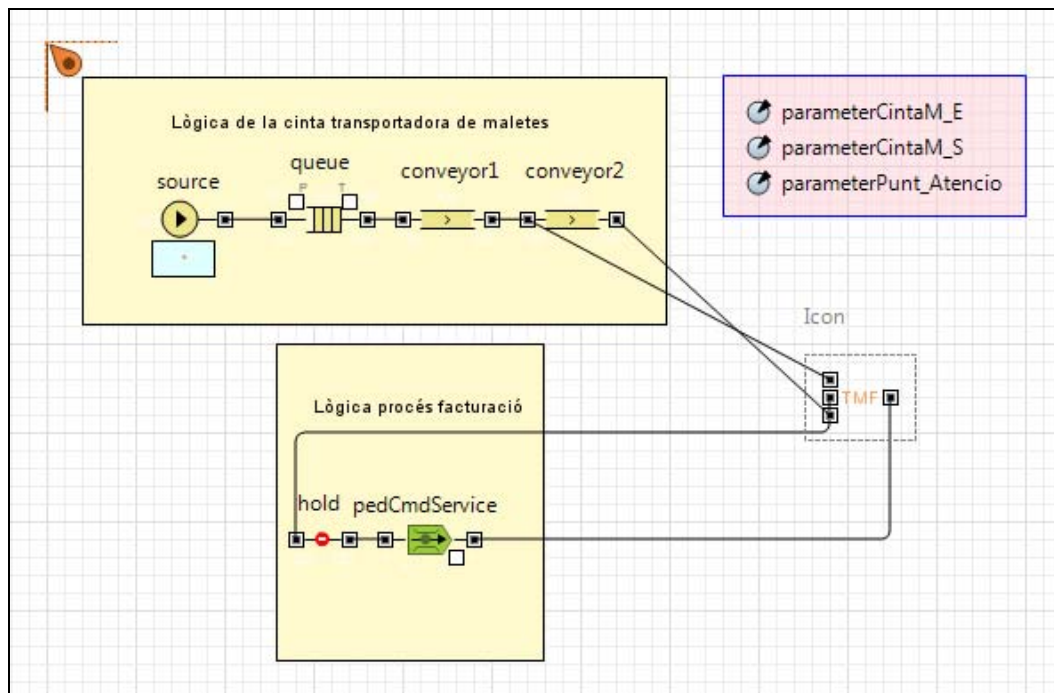 Lògica de la cinta transportadora de maletes
source
queue
P T
conveyor1
conveyor2
parameterCintaM_E
parameterCintaM_S
parameterPunt_Atencio
Icon
TMF
Lògica procés facturació
hold
pedCmdService